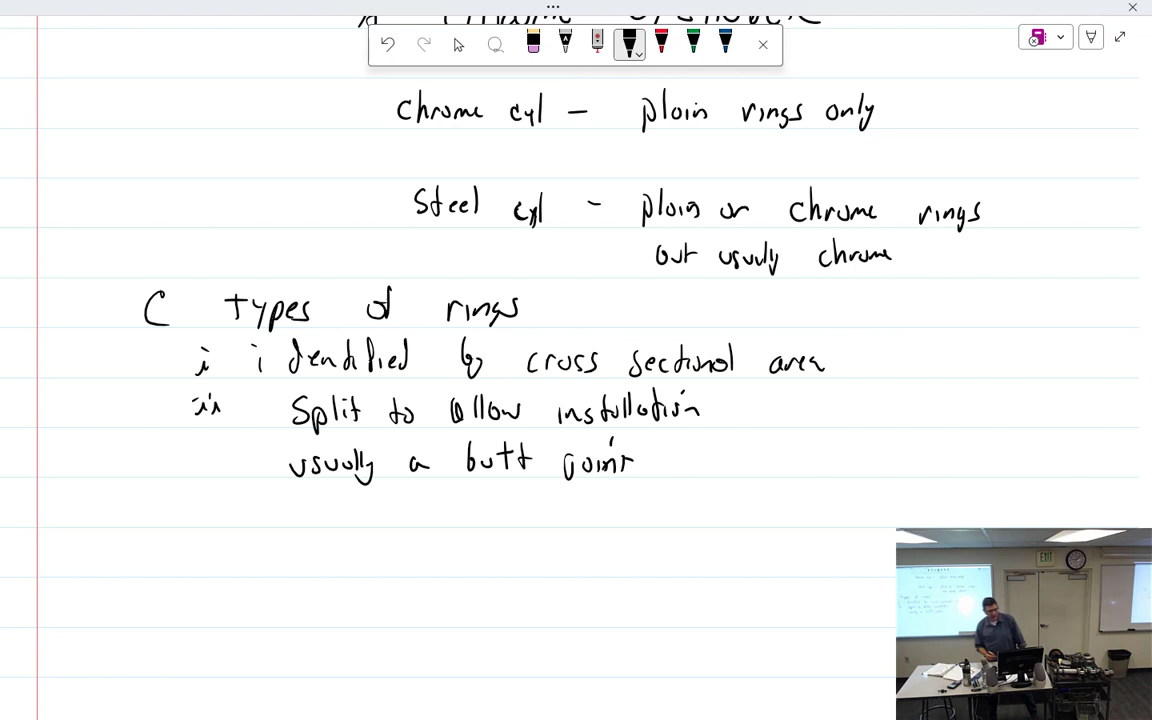 Chrome cyl - plain rings only
Steel cyl - plain or chrome rings
but usually chrome
C Types of rings
i identified by cross sectional area
ii Split to allow installation
usually a butt joint
EXIT